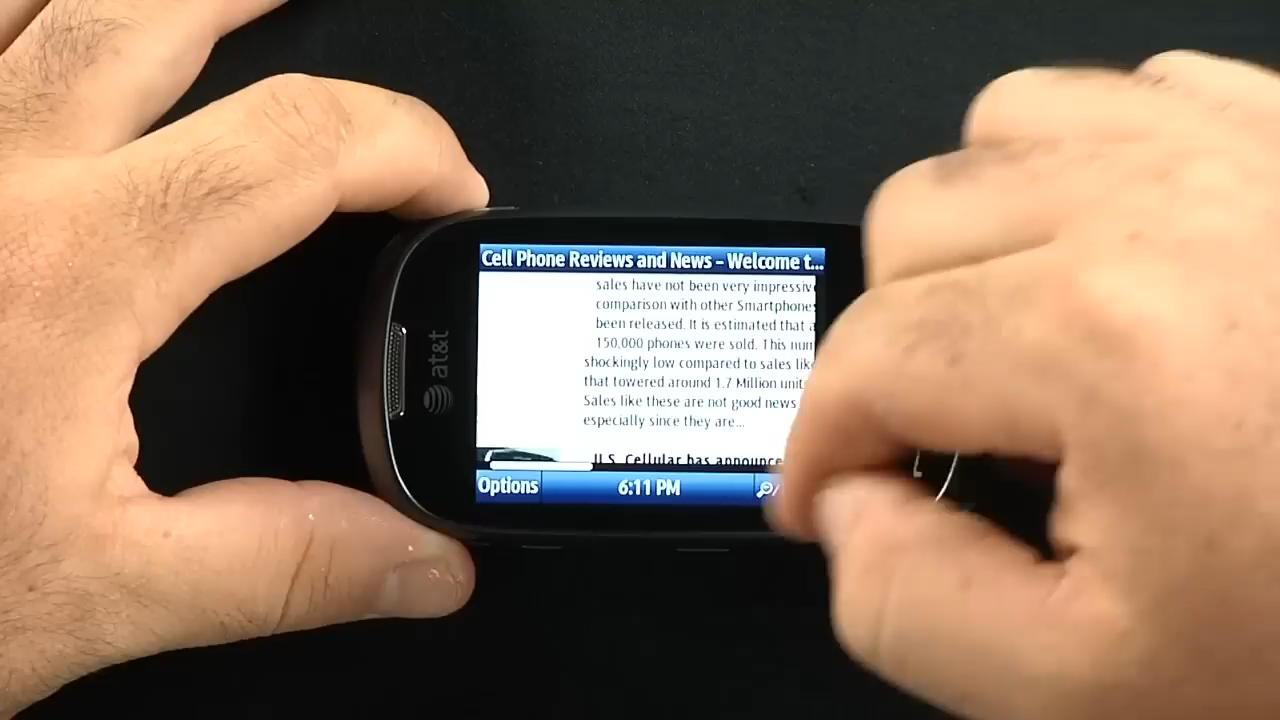 at&t
Cell Phone Reviews and News - Welcome t...
sales have not been very impressive
comparison with other Smartphones
been released. It is estimated that a
150,000 phones were sold. This num
shockingly low compared to sales like
that towered around 1.7 Million unit
Sales like these are not good news
especially since they are...
U.S. Cellular has announce
Options
6:11 PM